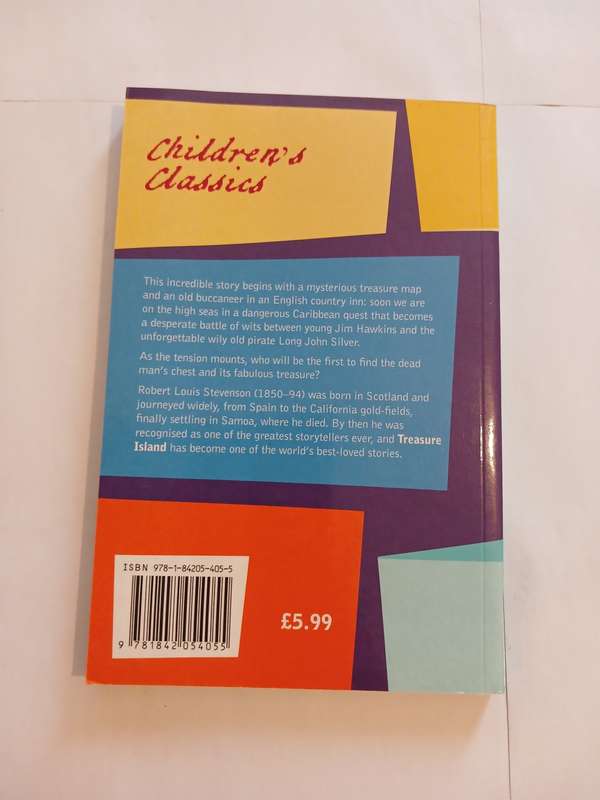 Children's
Classics
This incredible story begins with a mysterious treasure map
and an old buccaneer in an English country inn: soon we are
on the high seas in a dangerous Caribbean quest that becomes
a desperate battle of wits between young Jim Hawkins and the
unforgettable wily old pirate Long John Silver.
As the tension mounts, who will be the first to find the dead
man's chest and its fabulous treasure?
Robert Louis Stevenson (1850–94) was born in Scotland and
journeyed widely, from Spain to the California gold-fields,
finally settling in Samoa, where he died. By then he was
recognised as one of the greatest storytellers ever, and Treasure
Island has become one of the world's best-loved stories.
ISBN 978-1-84205-405-5
£5.99
9 781842 054055